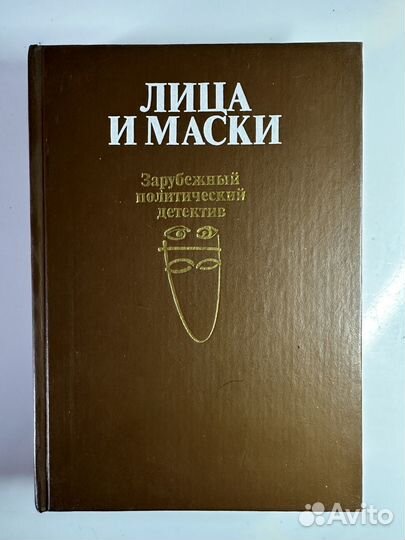 ЛИЦА
И МАСКИ
Зарубежный
политический
детектив
Avito